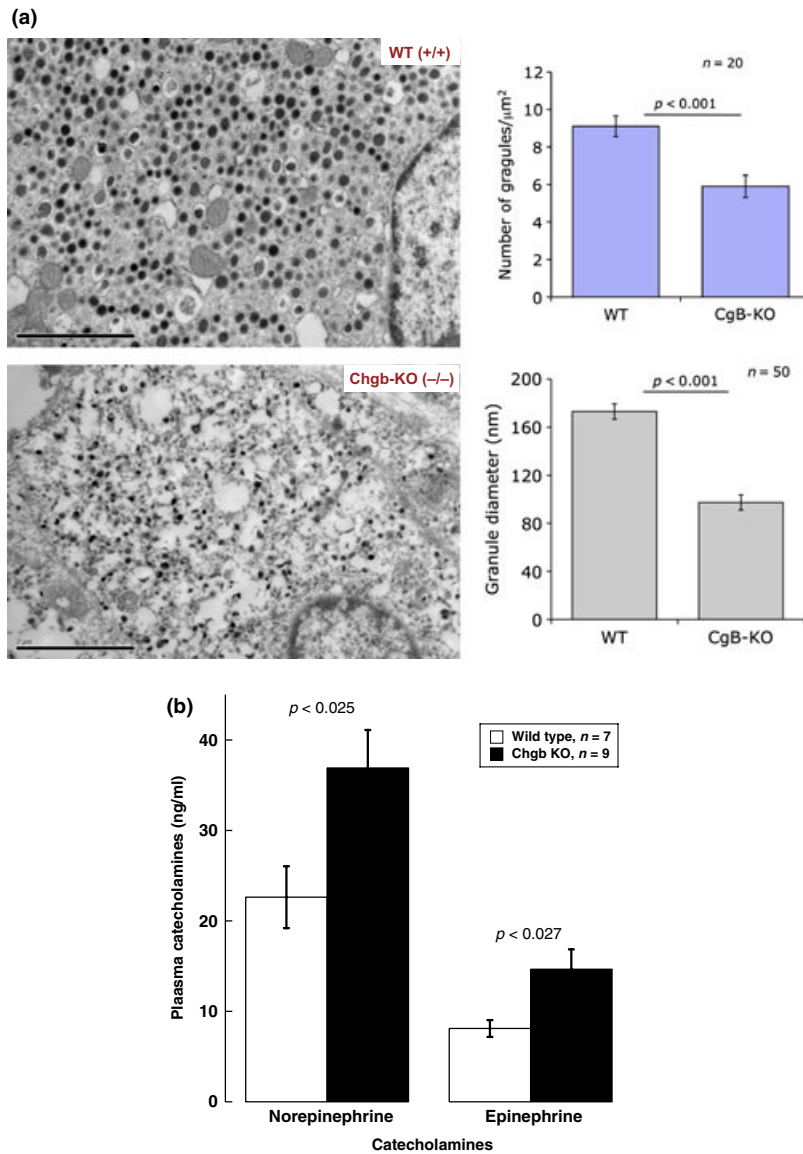 (a)
WT (+/+)
n = 20
p < 0.001
Number of gragules/μm²
12
10
8
6
4
2
0
WT CgB-KO
Chgb-KO (–/–)
2 μm
n = 50
p < 0.001
Granule diameter (nm)
200
160
120
80
40
0
WT CgB-KO
(b)
p < 0.025
Wild type, n = 7
Chgb KO, n = 9
p < 0.027
Plaasma catecholamines (ng/ml)
40
30
20
10
0
Norepinephrine Epinephrine
Catecholamines